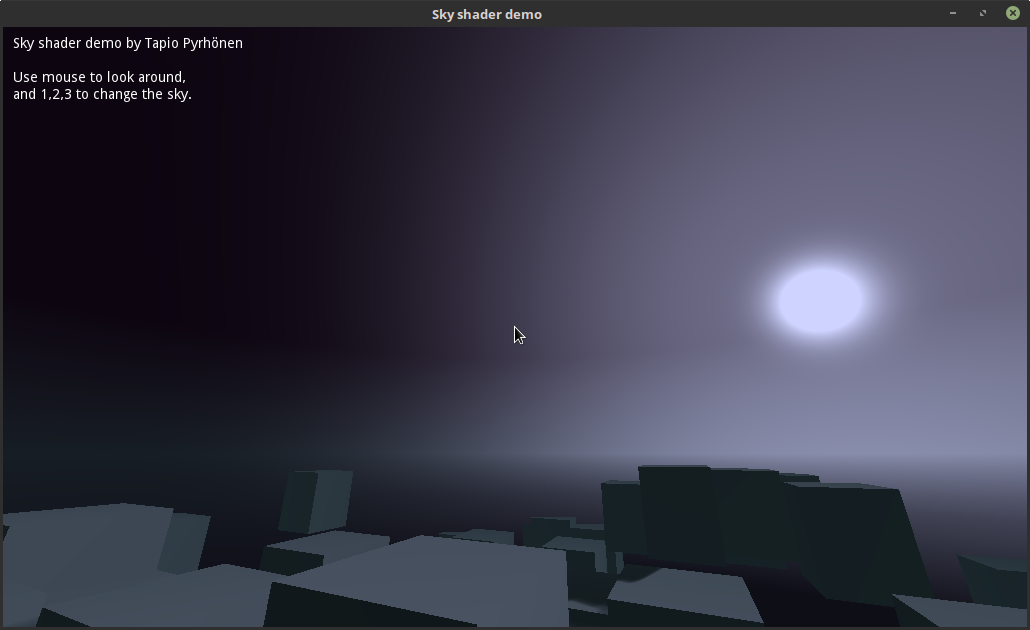 Sky shader demo
Sky shader demo by Tapio Pyrhönen
Use mouse to look around,
and 1,2,3 to change the sky.